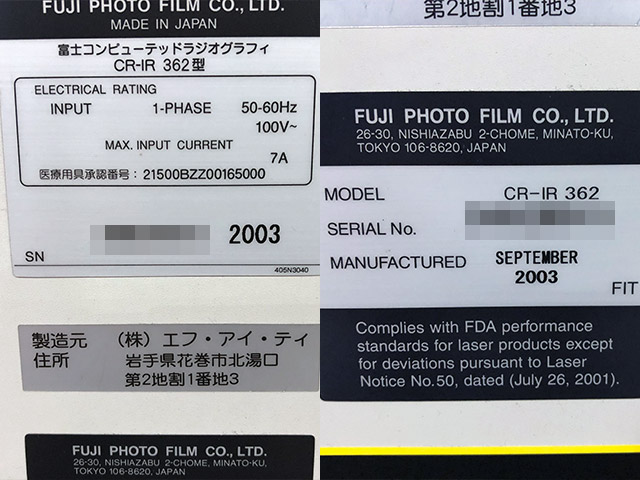 FUJI PHOTO FILM CO., LTD.
MADE IN JAPAN
富士コンピューテッドラジオグラフィ
CR-IR 362型
ELECTRICAL RATING
INPUT 1-PHASE 50-60Hz
100V~
MAX. INPUT CURRENT
7A
医療用具承認番号: 21500BZZ00165000
2003
SN
405N3040
製造元 (株) エフ・アイ・ティ
住所 岩手県花巻市北湯口
第2地割1番地3
FUJI PHOTO FILM CO., LTD.
26-30, NISHIAZABU 2-CHOME, MINATO-KU,
TOKYO 106-8620, JAPAN
第2地割1番地3
FUJI PHOTO FILM CO., LTD.
26-30, NISHIAZABU 2-CHOME, MINATO-KU,
TOKYO 106-8620, JAPAN
MODEL CR-IR 362
SERIAL No.
MANUFACTURED SEPTEMBER
2003
FIT
Complies with FDA performance
standards for laser products except
for deviations pursuant to Laser
Notice No.50, dated (July 26, 2001).